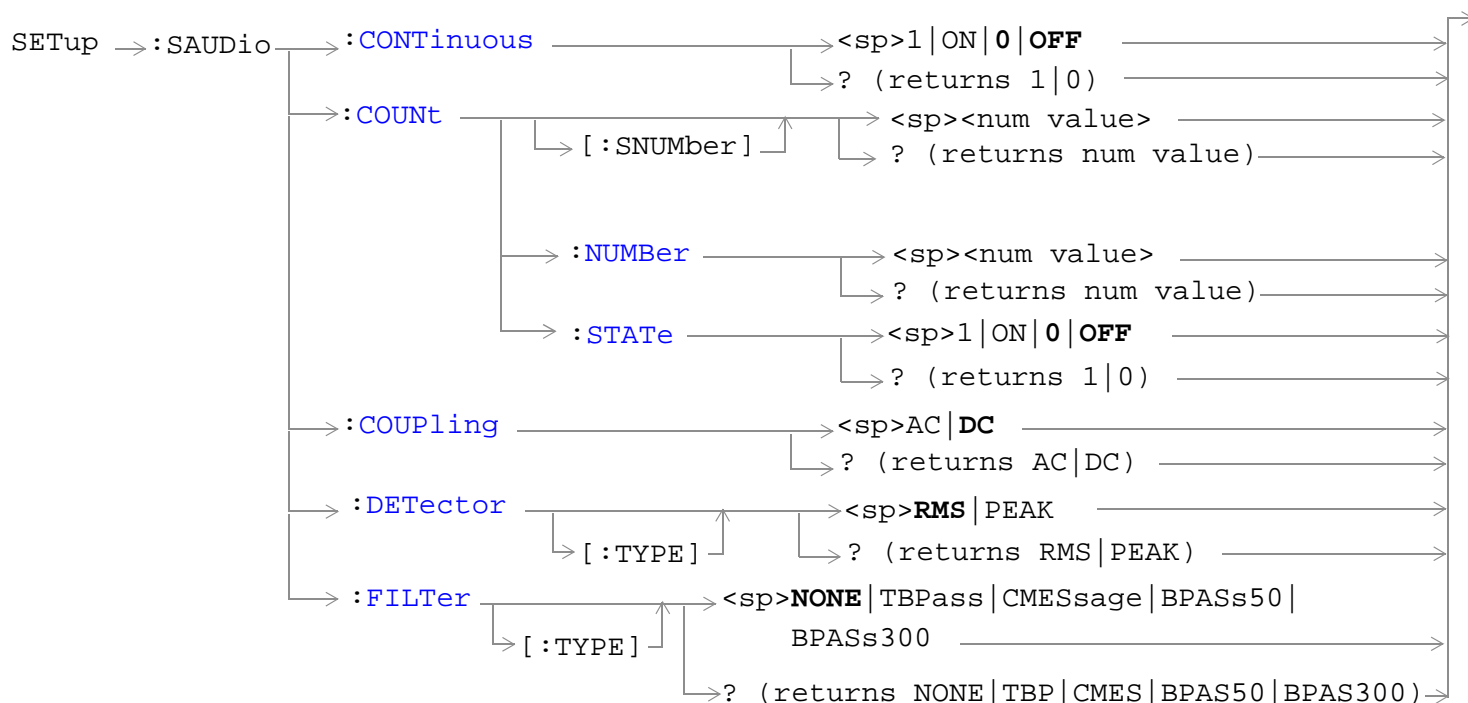 SETup :SAUDio :CONTinuous <sp>1|ON|0|OFF
? (returns 1|0)
:COUNt <sp><num value>
[:SNUMber] ? (returns num value)
:NUMBer <sp><num value>
? (returns num value)
:STATe <sp>1|ON|0|OFF
? (returns 1|0)
:COUPling <sp>AC|DC
? (returns AC|DC)
:DETector <sp>RMS|PEAK
[:TYPE] ? (returns RMS|PEAK)
:FILTer <sp>NONE|TBPass|CMESsage|BPASs50|
[:TYPE] BPASs300
? (returns NONE|TBP|CMES|BPAS50|BPAS300)